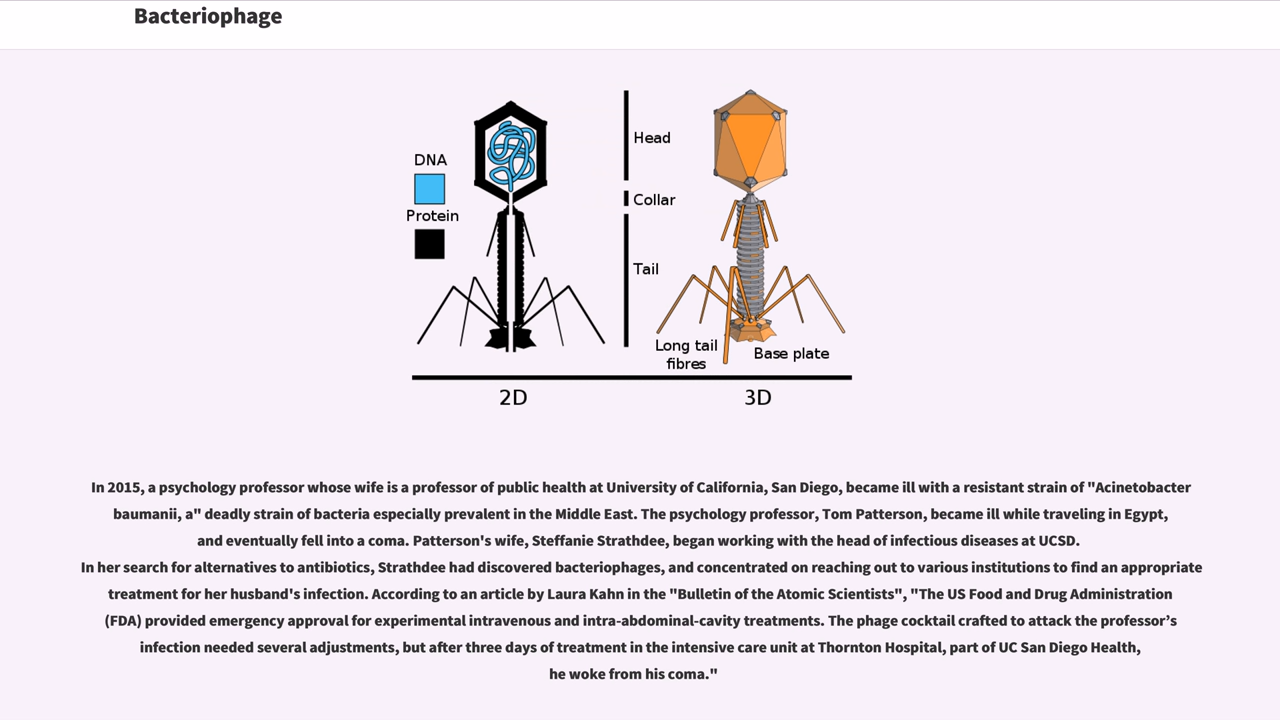 Bacteriophage
DNA
Protein
Head
Collar
Tail
Long tail
fibres
Base plate
2D
3D
In 2015, a psychology professor whose wife is a professor of public health at University of California, San Diego, became ill with a resistant strain of "Acinetobacter
baumanii, a" deadly strain of bacteria especially prevalent in the Middle East. The psychology professor, Tom Patterson, became ill while traveling in Egypt,
and eventually fell into a coma. Patterson's wife, Steffanie Strathdee, began working with the head of infectious diseases at UCSD.
In her search for alternatives to antibiotics, Strathdee had discovered bacteriophages, and concentrated on reaching out to various institutions to find an appropriate
treatment for her husband's infection. According to an article by Laura Kahn in the "Bulletin of the Atomic Scientists", "The US Food and Drug Administration
(FDA) provided emergency approval for experimental intravenous and intra-abdominal-cavity treatments. The phage cocktail crafted to attack the professor’s
infection needed several adjustments, but after three days of treatment in the intensive care unit at Thornton Hospital, part of UC San Diego Health,
he woke from his coma."